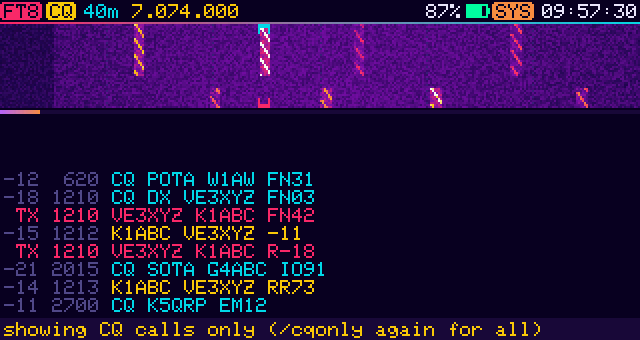 FT8 CQ 40m 7.074.000 87% SYS 09:57:30
-12 620 CQ POTA W1AW FN31
-18 1210 CQ DX VE3XYZ FN03
TX 1210 VE3XYZ K1ABC FN42
-15 1212 K1ABC VE3XYZ -11
TX 1210 VE3XYZ K1ABC R-18
-21 2015 CQ SOTA G4ABC IO91
-14 1213 K1ABC VE3XYZ RR73
-11 2700 CQ K5QRP EM12
showing CQ calls only (/cqonly again for all)